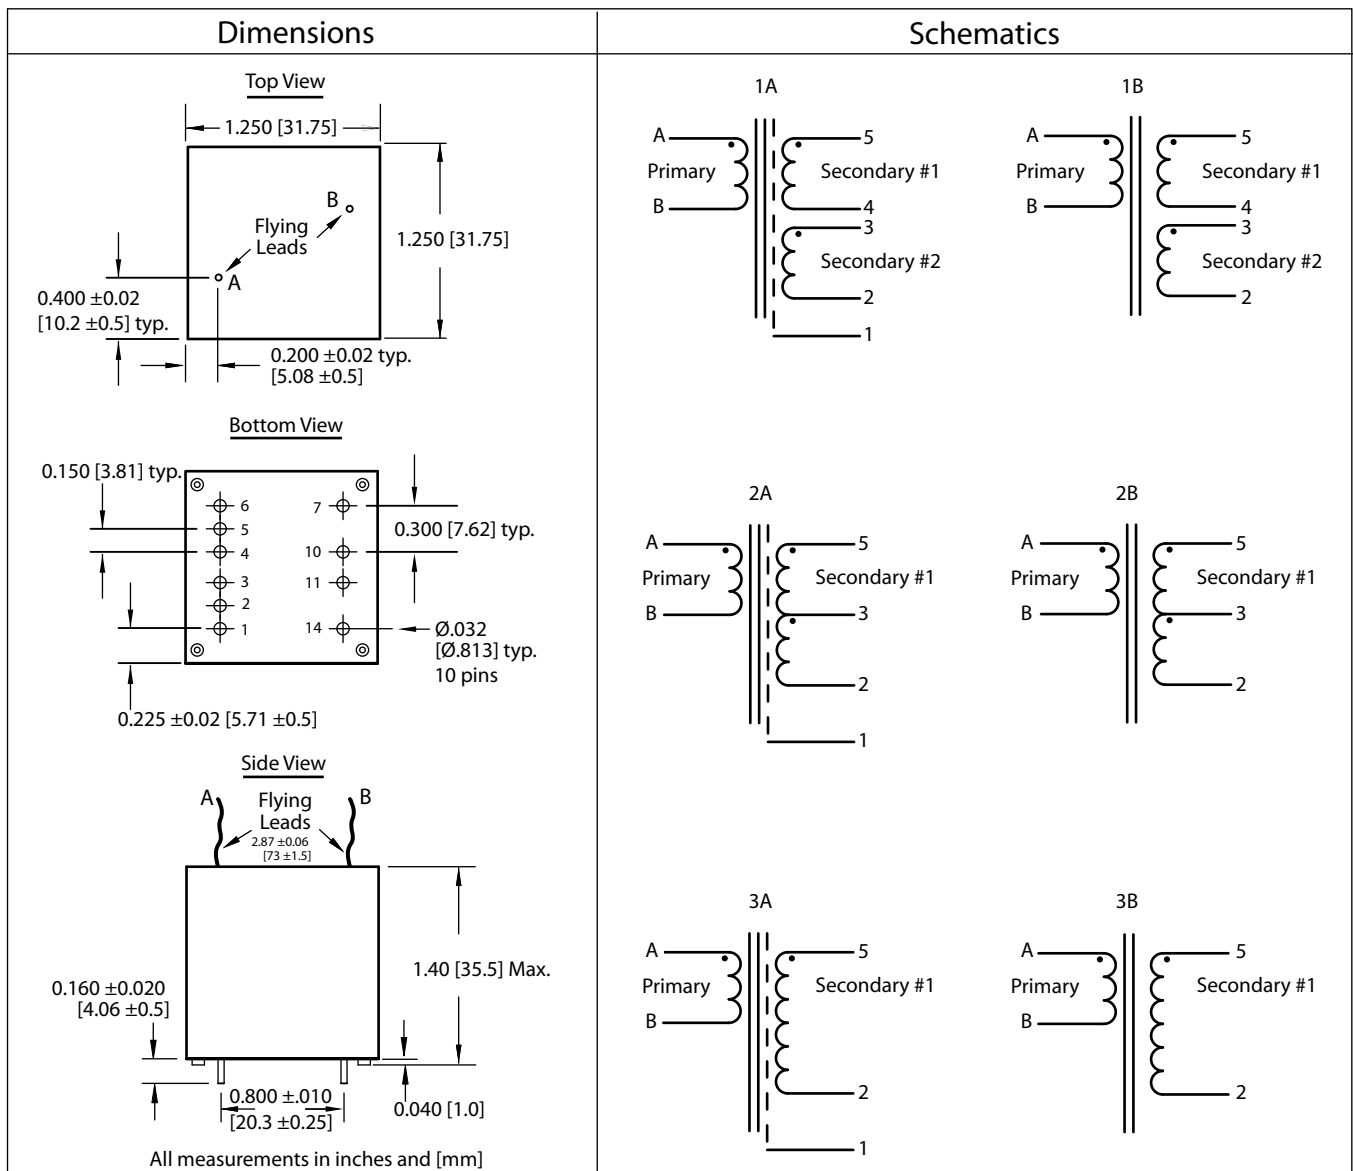 Dimensions
Top View
1.250 [31.75]
B
Flying
Leads
1.250 [31.75]
A
0.400 ±0.02
[10.2 ±0.5] typ.
0.200 ±0.02 typ.
[5.08 ±0.5]
Bottom View
0.150 [3.81] typ.
6
7
5
0.300 [7.62] typ.
4
10
3
11
2
1
14
Ø.032
[Ø.813] typ.
10 pins
0.225 ±0.02 [5.71 ±0.5]
Side View
A
Flying
B
Leads
2.87 ±0.06
[73 ±1.5]
1.40 [35.5] Max.
0.160 ±0.020
[4.06 ±0.5]
0.800 ±.010
[20.3 ±0.25]
0.040 [1.0]
All measurements in inches and [mm]
Schematics
1A
A
5
Primary
Secondary #1
B
4
3
Secondary #2
2
1
1B
A
5
Primary
Secondary #1
B
4
3
Secondary #2
2
2A
A
5
Primary
Secondary #1
B
3
2
1
2B
A
5
Primary
Secondary #1
B
3
2
3A
A
5
Primary
Secondary #1
B
2
1
3B
A
5
Primary
Secondary #1
B
2